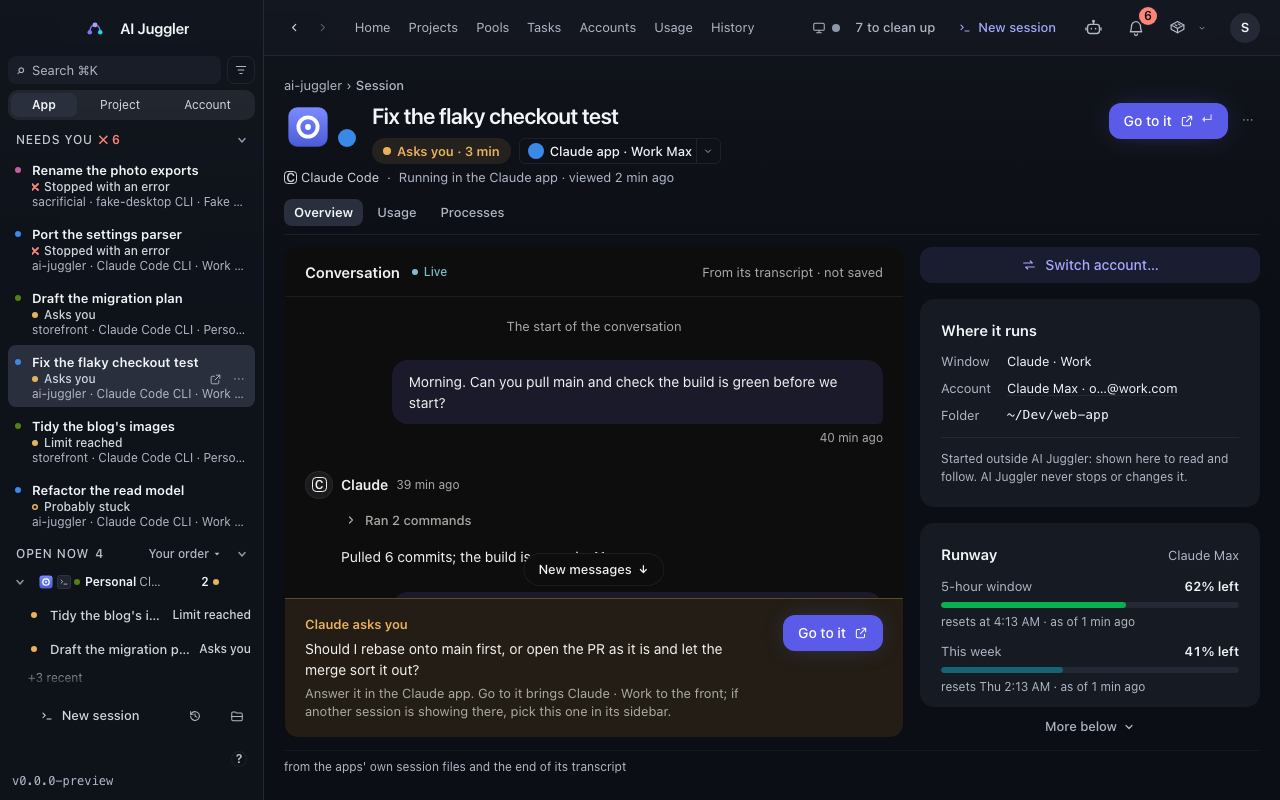 AI Juggler
Search ⌘K
App Project Account
NEEDS YOU 6
Rename the photo exports
Stopped with an error
sacrificial · fake-desktop CLI · Fake ...
Port the settings parser
Stopped with an error
ai-juggler · Claude Code CLI · Work ...
Draft the migration plan
Asks you
storefront · Claude Code CLI · Perso...
Fix the flaky checkout test
Asks you
ai-juggler · Claude Code CLI · Work ...
Tidy the blog's images
Limit reached
storefront · Claude Code CLI · Perso...
Refactor the read model
Probably stuck
ai-juggler · Claude Code CLI · Work ...
OPEN NOW 4 Your order
Personal Cl... 2
Tidy the blog's i... Limit reached
Draft the migration p... Asks you
+3 recent
New session
?
v0.0.0-preview
Home Projects Pools Tasks Accounts Usage History
7 to clean up
New session
6
S
ai-juggler › Session
Fix the flaky checkout test
Asks you · 3 min
Claude app · Work Max
Go to it
Claude Code · Running in the Claude app · viewed 2 min ago
Overview Usage Processes
Conversation Live From its transcript · not saved
The start of the conversation
Morning. Can you pull main and check the build is green before we
start?
40 min ago
Claude 39 min ago
Ran 2 commands
Pulled 6 commits; the build is
New messages ↓
Claude asks you
Should I rebase onto main first, or open the PR as it is and let the
merge sort it out?
Answer it in the Claude app. Go to it brings Claude · Work to the front; if
another session is showing there, pick this one in its sidebar.
Go to it
Switch account...
Where it runs
Window Claude · Work
Account Claude Max · o...@work.com
Folder ~/Dev/web-app
Started outside AI Juggler: shown here to read and
follow. AI Juggler never stops or changes it.
Runway Claude Max
5-hour window 62% left
resets at 4:13 AM · as of 1 min ago
This week 41% left
resets Thu 2:13 AM · as of 1 min ago
More below
from the apps' own session files and the end of its transcript